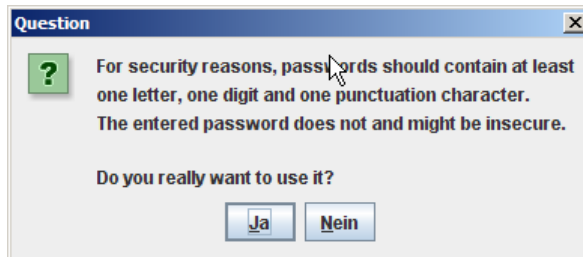 Question
For security reasons, passwords should contain at least
one letter, one digit and one punctuation character.
The entered password does not and might be insecure.
Do you really want to use it?
Ja Nein